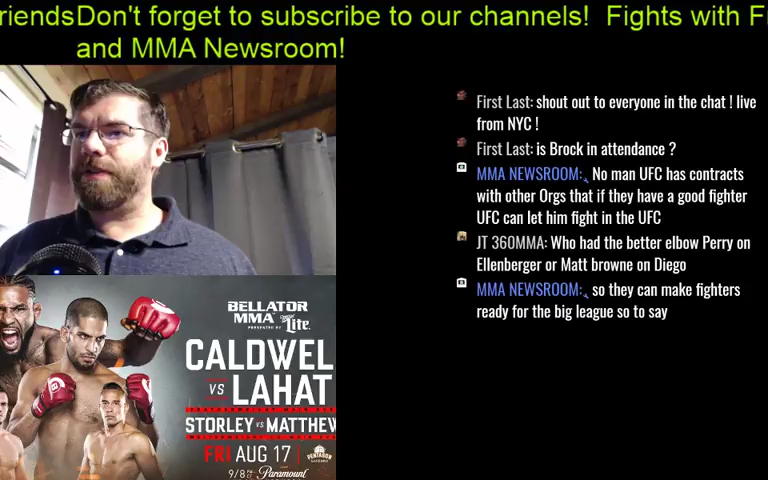 riendsDon't forget to subscribe to our channels!  Fights with F
and MMA Newsroom!
First Last: shout out to everyone in the chat ! live
from NYC !
First Last: is Brock in attendance ?
MMA NEWSROOM: No man UFC has contracts
with other Orgs that if they have a good fighter
UFC can let him fight in the UFC
JT 360MMA: Who had the better elbow Perry on
Ellenberger or Matt browne on Diego
MMA NEWSROOM: so they can make fighters
ready for the big league so to say
BELLATOR
MMA PRESENTED BY Lite
CALDWEL
VS LAHAT
STORLEY VS MATTHEW
FRI AUG 17
9/8c Paramount